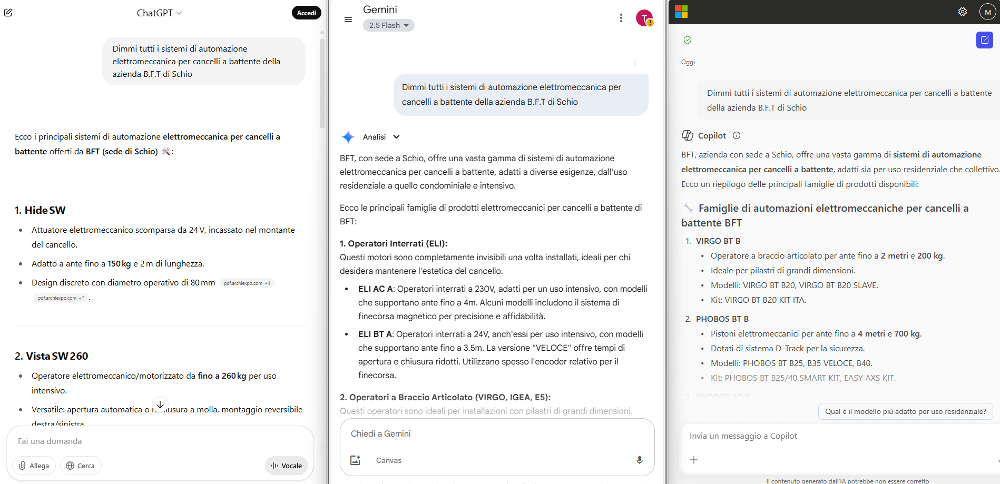 ChatGPT
Accedi
Dimmi tutti i sistemi di automazione
elettromeccanica per cancelli a battente della
azienda B.F.T di Schio
Ecco i principali sistemi di automazione elettromeccanica per cancelli a
battente offerti da BFT (sede di Schio) 🛠️:
1. Hide SW
• Attuatore elettromeccanico scomparsa da 24 V, incassato nel montante
del cancello.
• Adatto a ante fino a 150 kg e 2 m di lunghezza.
• Design discreto con diametro operativo di 80 mm pdf.archiexpo.com +4
pdf.archiexpo.com +7 .
2. Vista SW 260
• Operatore elettromeccanico/motorizzato da fino a 260 kg per uso
intensivo.
• Versatile: apertura automatica o a molla, montaggio reversibile
destra/sinistra
Fai una domanda
Allega
Cerca
Vocale
Gemini
2.5 Flash
T
Dimmi tutti i sistemi di automazione elettromeccanica per
cancelli a battente della azienda B.F.T di Schio
Analisi
BFT, con sede a Schio, offre una vasta gamma di sistemi di automazione
elettromeccanica per cancelli a battente, adatti a diverse esigenze, dall'uso
residenziale a quello condominiale e intensivo.
Ecco le principali famiglie di prodotti elettromeccanici per cancelli a battente di
BFT:
1. Operatori Interrati (ELI):
Questi motori sono completamente invisibili una volta installati, ideali per chi
desidera mantenere l'estetica del cancello.
• ELI AC A: Operatori interrati a 230V, adatti per un uso intensivo, con modelli
che supportano ante fino a 4m. Alcuni modelli includono il sistema di
finecorsa magnetico per precisione e affidabilità.
• ELI BT A: Operatori interrati a 24V, anch'essi per uso intensivo, con modelli
che supportano ante fino a 3.5m. La versione "VELOCE" offre tempi di
apertura e chiusura ridotti. Utilizzano spesso l'encoder relativo per il
finecorsa.
2. Operatori a Braccio Articolato (VIRGO, IGEA, E5):
Questi operatori sono ideali per installazioni con pilastri di grandi dimensioni,
Chiedi a Gemini
Canvas
M
Oggi
Dimmi tutti i sistemi di automazione elettromeccanica per cancelli a battente
della azienda B.F.T di Schio
Copilot
BFT, azienda con sede a Schio, offre una vasta gamma di sistemi di automazione
elettromeccanica per cancelli a battente, adatti sia per uso residenziale che collettivo.
Ecco un riepilogo delle principali famiglie di prodotti disponibili:
🔧 Famiglie di automazioni elettromeccaniche per cancelli a
battente BFT
1. VIRGO BT B
• Operatore a braccio articolato per ante fino a 2 metri e 200 kg.
• Ideale per pilastri di grandi dimensioni.
• Modelli: VIRGO BT B20, VIRGO BT B20 SLAVE.
• Kit: VIRGO BT B20 KIT ITA.
2. PHOBOS BT B
• Pistoni elettromeccanici per ante fino a 4 metri e 700 kg.
• Dotati di sistema D-Track per la sicurezza.
• Modelli: PHOBOS BT B25, B35 VELOCE, B40.
• Kit: PHOBOS BT B25/40 SMART KIT, EASY AXS KIT.
3. PHOBOS AC B
Qual è il modello più adatto per uso residenziale?
Invia un messaggio a Copilot
Il contenuto generato dall'IA potrebbe non essere corretto